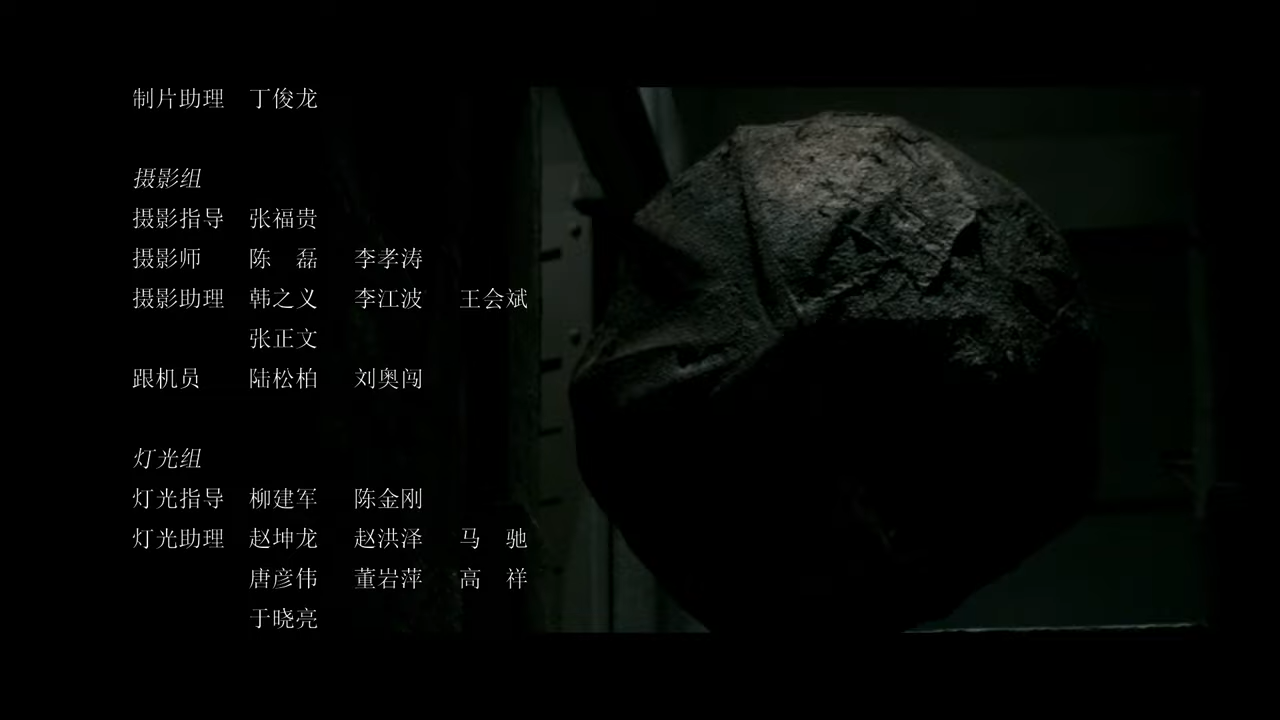 制片助理 丁俊龙
摄影组
摄影指导 张福贵
摄影师 陈 磊 李孝涛
摄影助理 韩之义 李江波 王会斌
张正文
跟机员 陆松柏 刘奥闯
灯光组
灯光指导 柳建军 陈金刚
灯光助理 赵坤龙 赵洪泽 马 驰
唐彦伟 董岩萍 高 祥
于晓亮